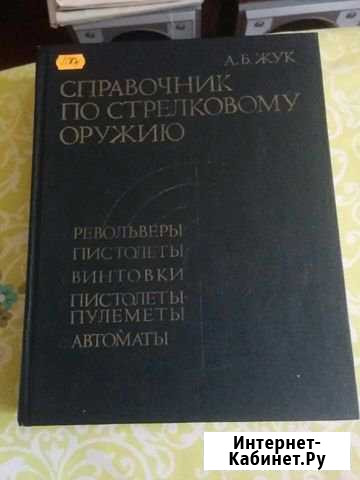 А.Б. ЖУК
СПРАВОЧНИК
ПО СТРЕЛКОВОМУ
ОРУЖИЮ
РЕВОЛЬВЕРЫ
ПИСТОЛЕТЫ
ВИНТОВКИ
ПИСТОЛЕТЫ-
ПУЛЕМЕТЫ
АВТОМАТЫ
Интернет-
Кабинет.Ру